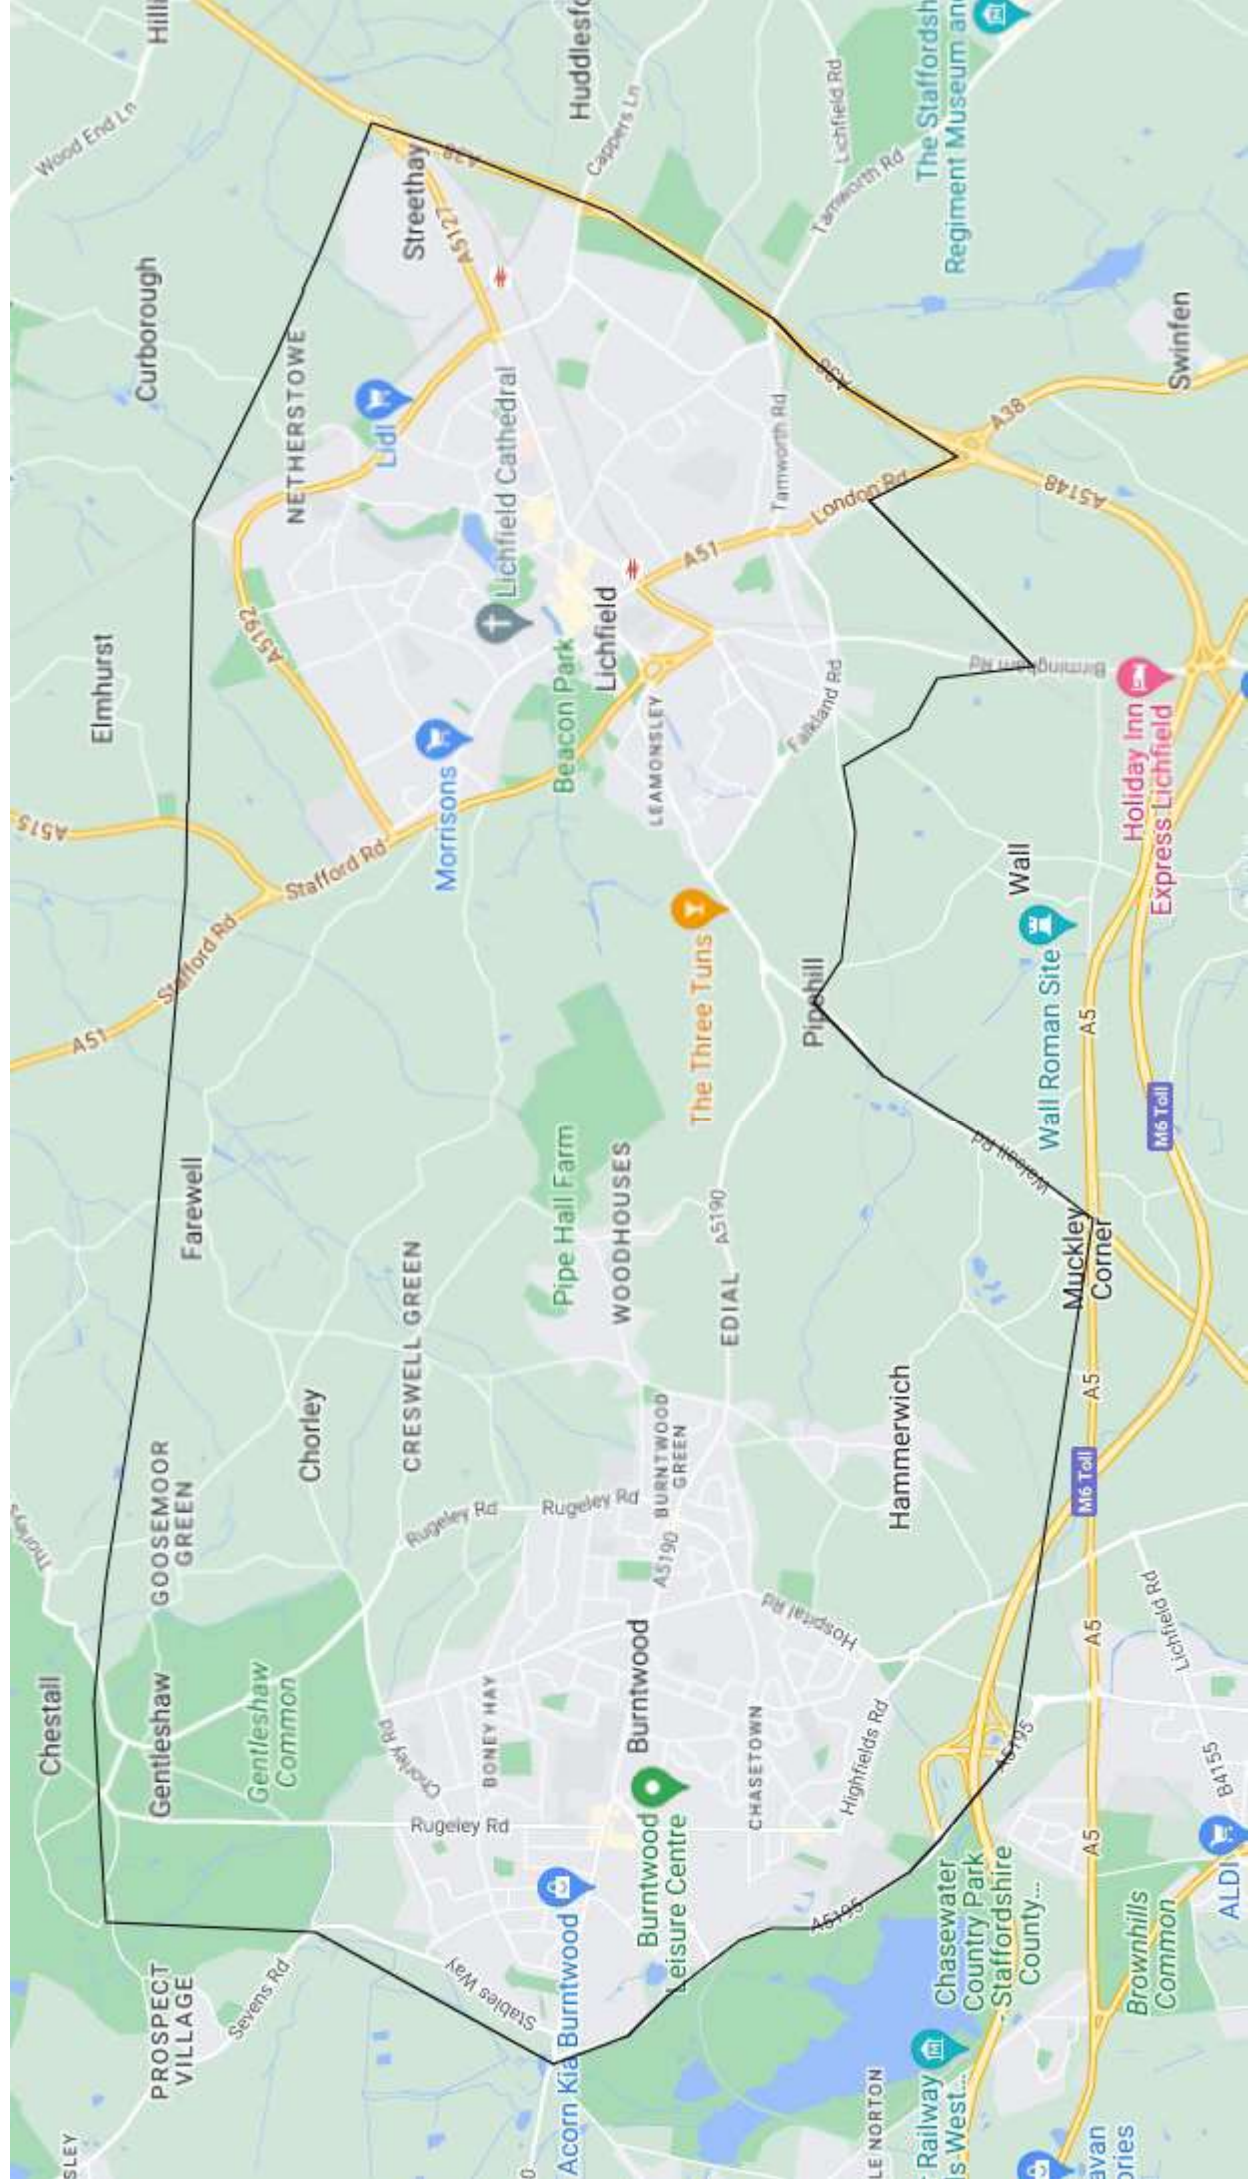 SLEY
PROSPECT
VILLAGE
Sevens Rd
Chestall
Gentleshaw
Gentleshaw
Common
GOOSEMOOR
GREEN
Chorley
Farewell
CRESWELL GREEN
A51
Stafford Rd
Stafford Rd
A515
Elmhurst
Curborough
Wood End Ln
NETHERSTOWE
A5192
Lidl
Streethay
A5127
A38
Cappers Ln
Lichfield Rd
Tamworth Rd
The Staffordsh
Regiment Museum and
Lichfield Cathedral
Morrisons
Beacon Park
Lichfield
LEAMONSLEY
A51
Tamworth Rd
London Rd
A38
A38
A5148
Swinfen
Falkland Rd
Birmingham Rd
Holiday Inn
Express Lichfield
The Three Tuns
Pipehill
Wall
Wall Roman Site
A5
M6 Toll
Walsall Rd
Muckley
Corner
Pipe Hall Farm
WOODHOUSES
A5190
EDIAL
Hammerwich
A5
M6 Toll
Rugeley Rd
Rugeley Rd
BURNTWOOD
GREEN
A5190
Hospital Rd
Burntwood
BONEY HAY
Chorley Rd
Rugeley Rd
CHASETOWN
Highfields Rd
A5195
A5
Lichfield Rd
B4155
ALDI
A5
Burntwood
Leisure Centre
Acorn Kia Burntwood
Stables Way
A5195
Chasewater
Country Park
- Staffordshire
County...
Brownhills
Common
LE NORTON
Railway
ls West...